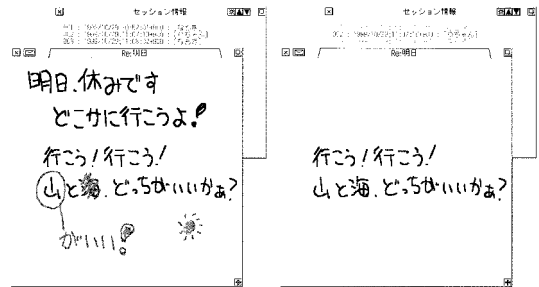 セッション情報
Re:明日
明日、休みです
どこかに行こうよ!
行こう!行こう!
山と海、どっちがいいかぁ?
がいい!
セッション情報
Re:明日
行こう!行こう!
山と海、どっちがいいかぁ?